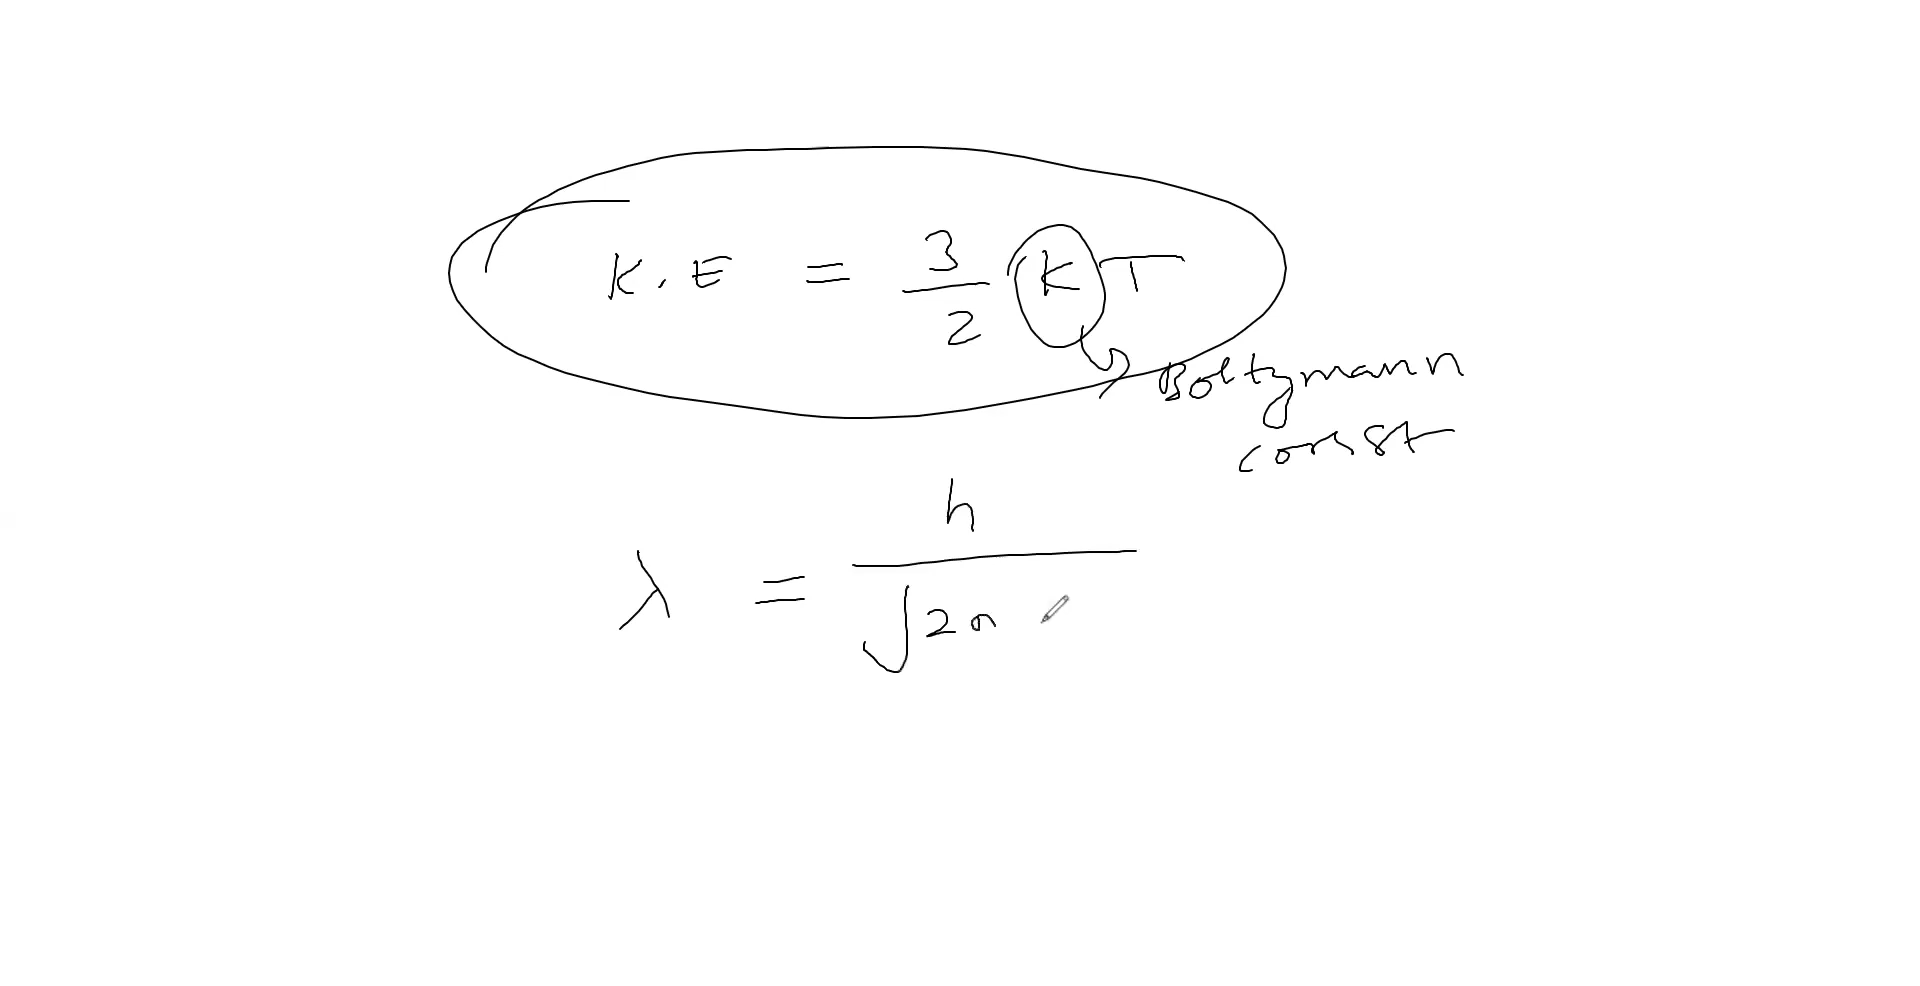 K.E = 3/2 KT
Boltzmann
const
λ = h/√2m